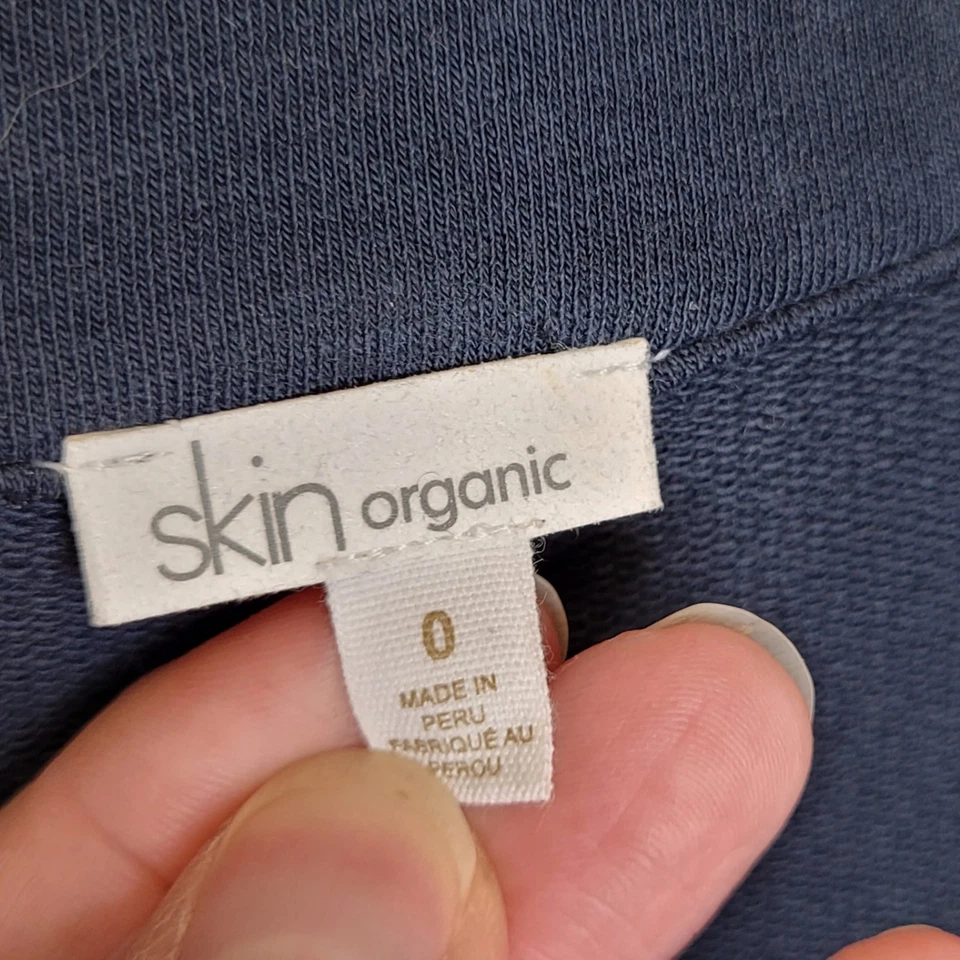 skin organic
0
MADE IN
PERU
FABRIQUÉ AU
PEROU